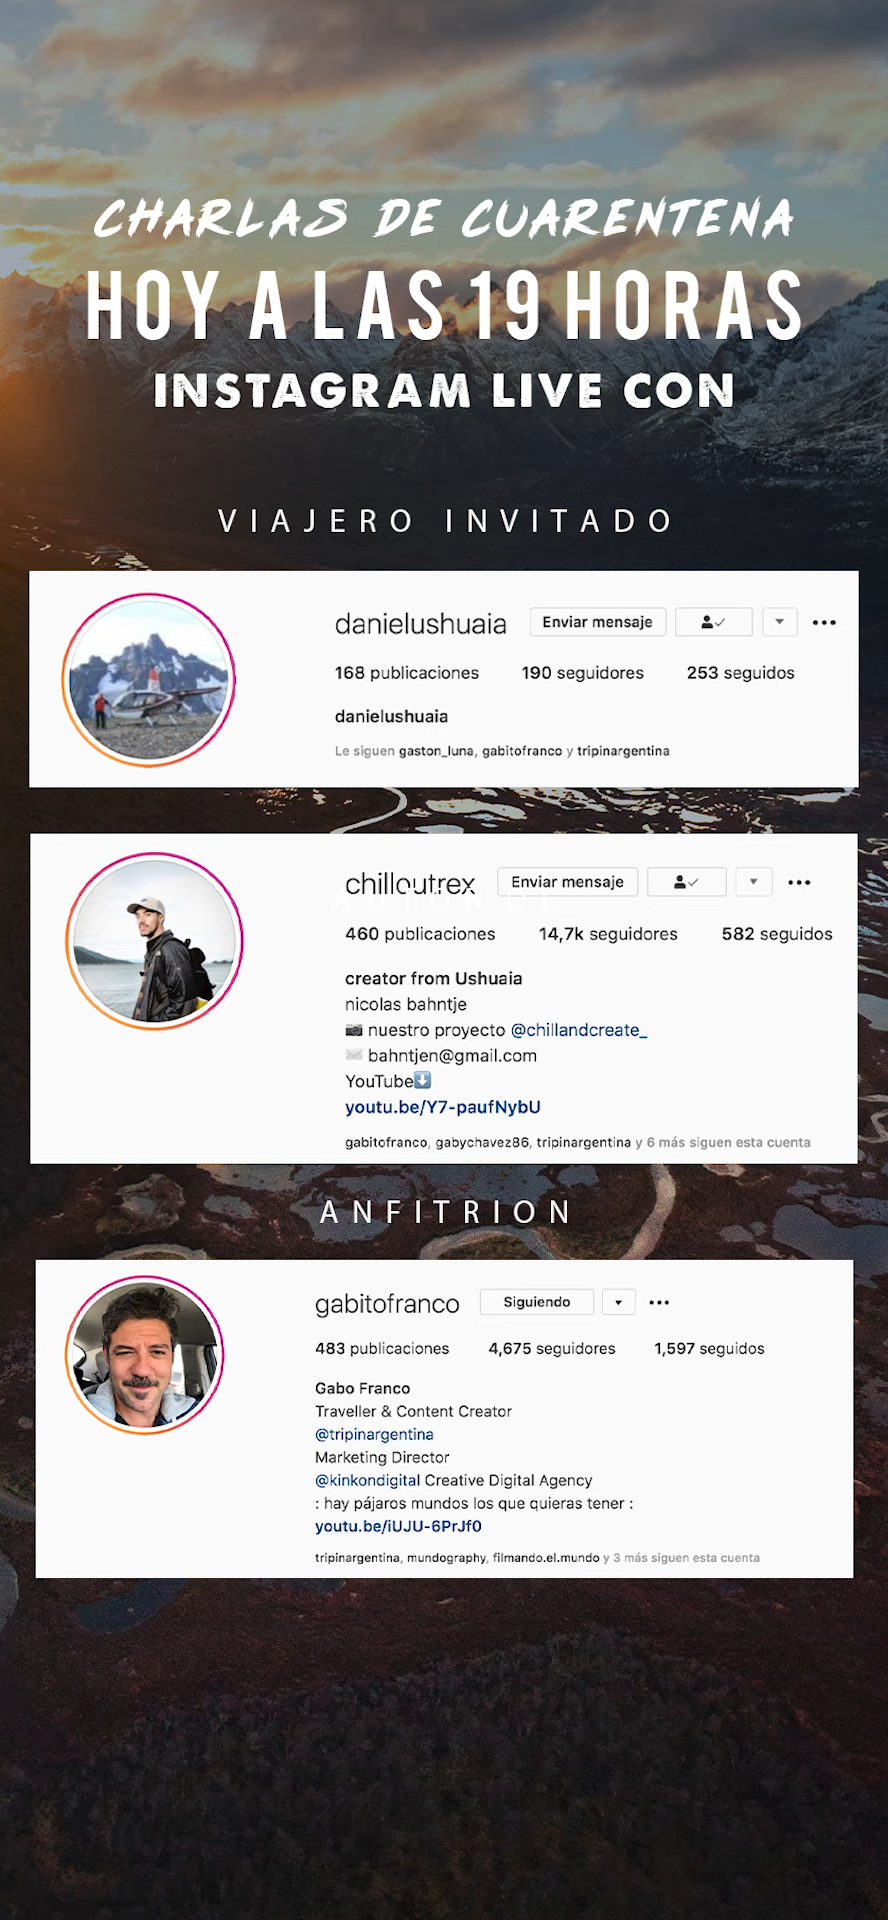 CHARLAS DE CUARENTENA
HOY A LAS 19 HORAS
INSTAGRAM LIVE CON
VIAJERO INVITADO
danielushuaia Enviar mensaje
168 publicaciones 190 seguidores 253 seguidos
danielushuaia
Le siguen gaston_luna, gabitofranco y tripinargentina
chilloutrex Enviar mensaje
460 publicaciones 14,7k seguidores 582 seguidos
creator from Ushuaia
nicolas bahntje
📷 nuestro proyecto @chillandcreate_
✉️ bahntjen@gmail.com
YouTube⬇️
youtu.be/Y7-paufNybU
gabitofranco, gabychavez86, tripinargentina y 6 más siguen esta cuenta
ANFITRION
gabitofranco Siguiendo
483 publicaciones 4,675 seguidores 1,597 seguidos
Gabo Franco
Traveller & Content Creator
@tripinargentina
Marketing Director
@kinkondigital Creative Digital Agency
: hay pájaros mundos los que quieras tener :
youtu.be/iUJU-6PrJf0
tripinargentina, mundography, filmando.el.mundo y 3 más siguen esta cuenta